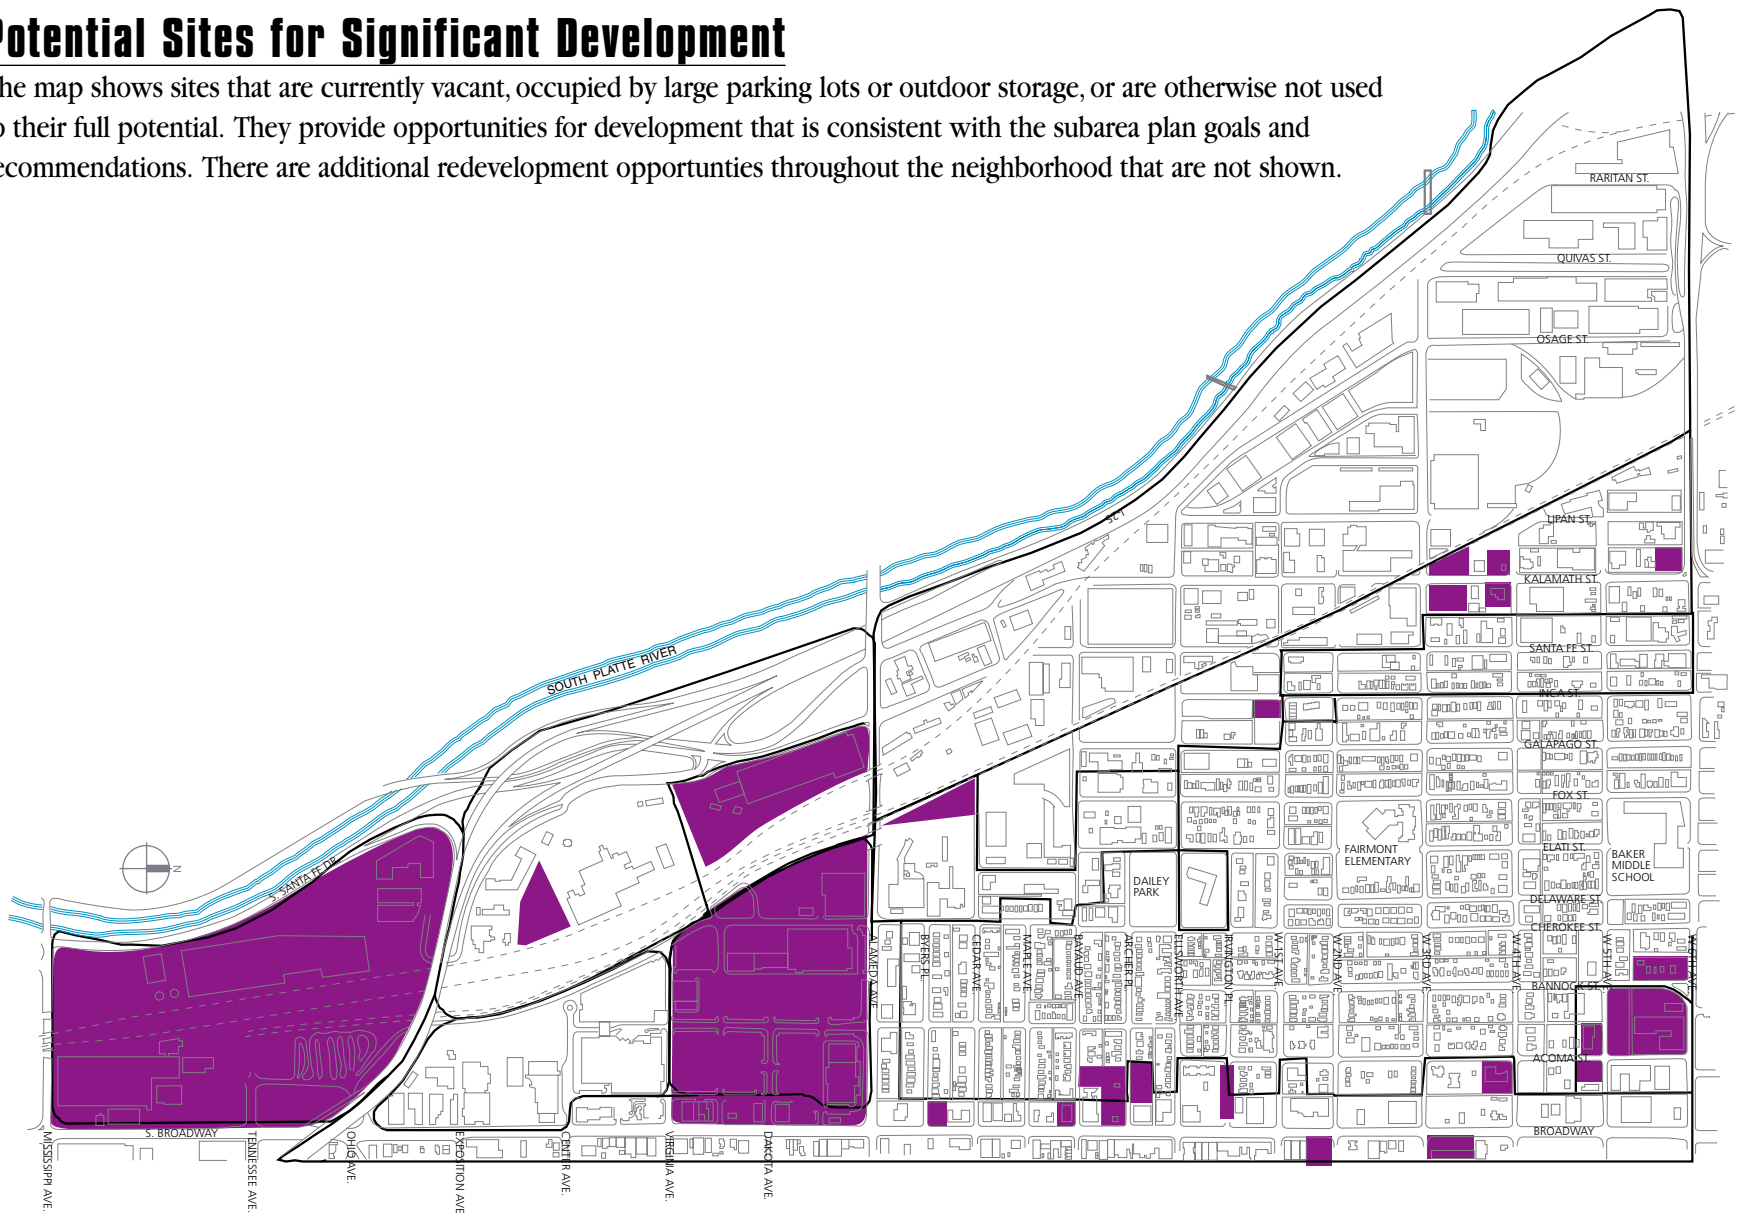 Potential Sites for Significant Development
he map shows sites that are currently vacant, occupied by large parking lots or outdoor storage, or are otherwise not used
o their full potential. They provide opportunities for development that is consistent with the subarea plan goals and
ecommendations. There are additional redevelopment opportunties throughout the neighborhood that are not shown.
RARITAN ST.
QUIVAS ST.
OSAGE ST.
I-25
LIPAN ST.
KALAMATH ST.
SANTA FE ST.
SOUTH PLATTE RIVER
INCA ST.
GALAPAGO ST.
FOX ST.
FAIRMONT
ELEMENTARY
ELATI ST.
BAKER
MIDDLE
SCHOOL
N
S. SANTA FE DR.
DAILEY
PARK
DELAWARE ST.
CHEROKEE ST.
ALAMEDA AVE.
BYERS PL.
CEDAR AVE.
MAPLE AVE.
BAYAUD AVE.
ARCHER PL.
ELLSWORTH AVE.
IRVINGTON PL.
W 1ST AVE.
W 2ND AVE.
W 3RD AVE.
W 4TH AVE.
W 5TH AVE.
W 6TH AVE.
BANNOCK ST.
ACOMA ST.
S. BROADWAY
BROADWAY
MISSISSIPPI AVE.
TENNESSEE AVE.
OHIO AVE.
EXPOSITION AVE.
CENTER AVE.
VIRGINIA AVE.
DAKOTA AVE.